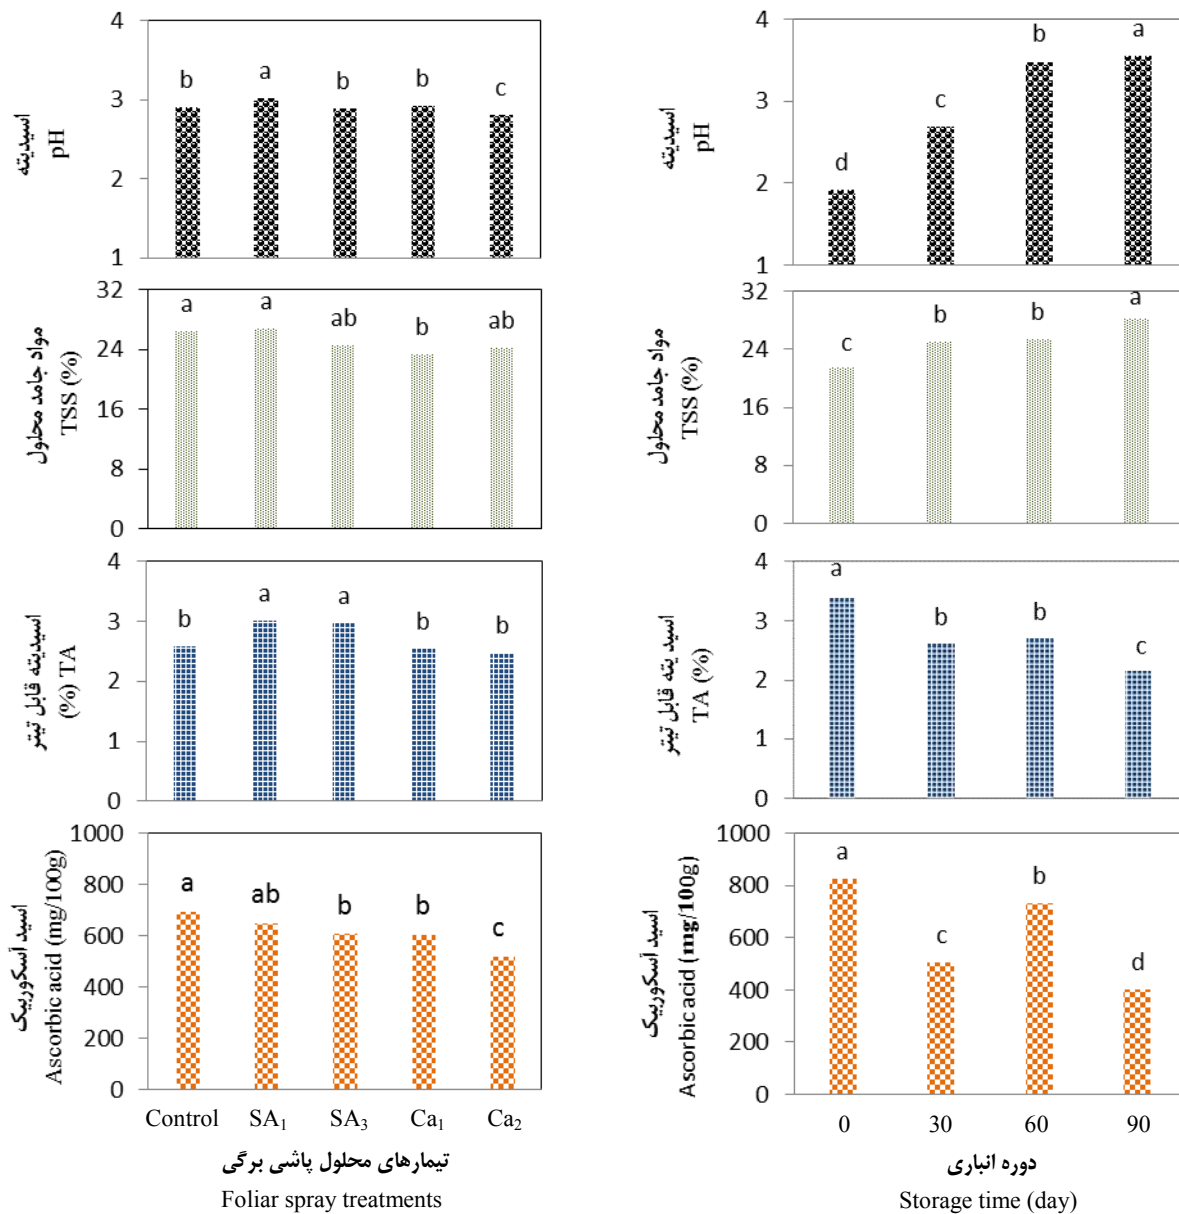 اسیدیته
pH
4
3
2
1
b
a
b
b
c
مواد جامد محلول
TSS (%)
32
24
16
8
0
a
a
ab
b
ab
اسیدیته قابل تیتر
(%) TA
4
3
2
1
0
b
a
a
b
b
اسید آسکوربیک
Ascorbic acid (mg/100g)
1000
800
600
400
200
0
a
ab
b
b
c
Control SA₁ SA₃ Ca₁ Ca₂
تیمارهای محلول پاشی برگی
Foliar spray treatments
اسیدیته
pH
4
3
2
1
d
c
b
a
مواد جامد محلول
TSS (%)
32
24
16
8
0
c
b
b
a
اسید یته قابل تیتر
TA (%)
4
3
2
1
0
a
b
b
c
اسید آسکوربیک
Ascorbic acid (mg/100g)
1000
800
600
400
200
0
a
c
b
d
0 30 60 90
دوره انباری
Storage time (day)